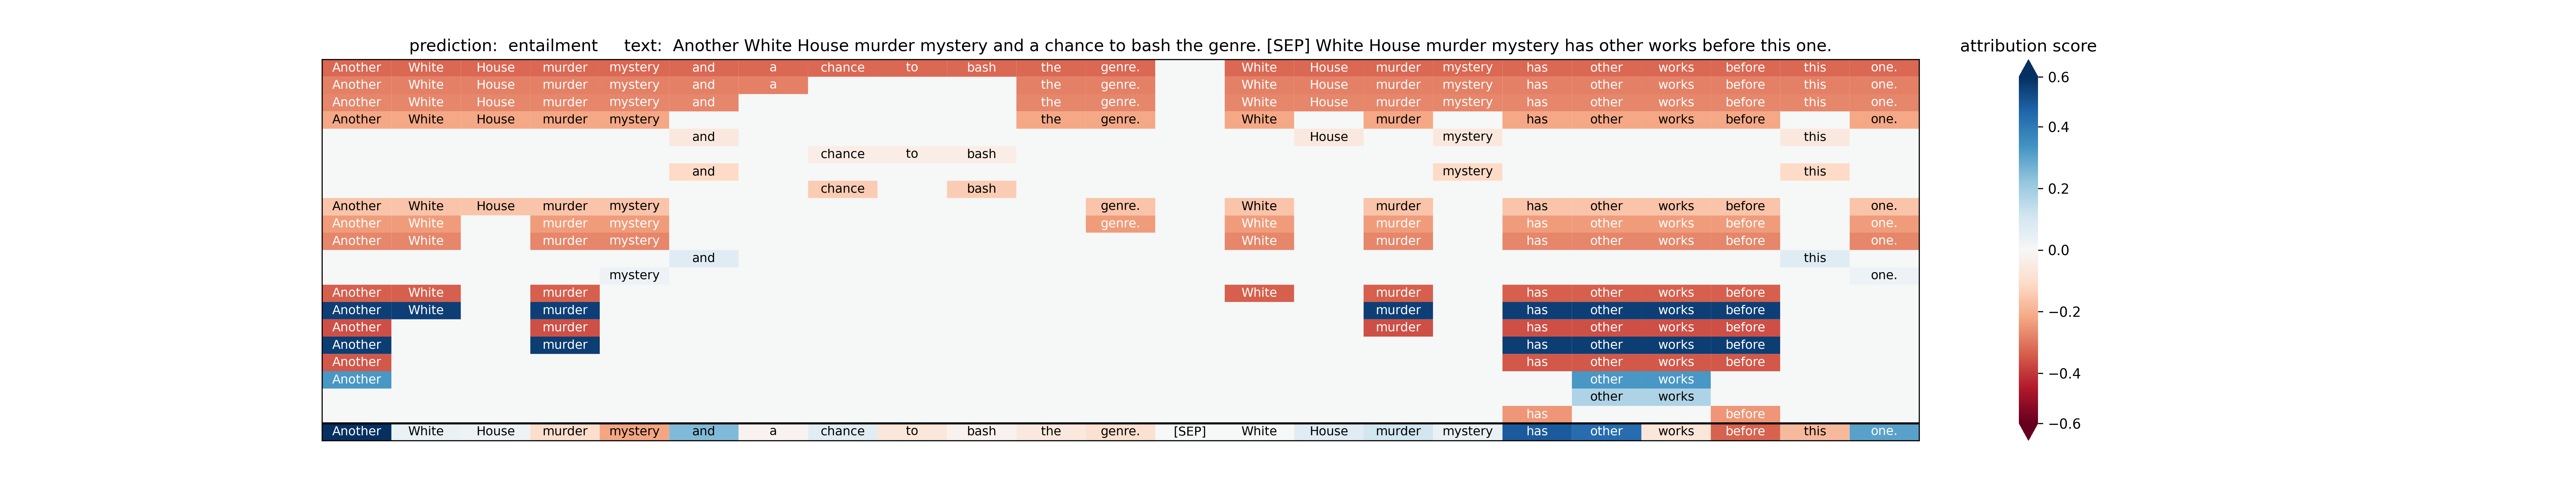 prediction: entailment text: Another White House murder mystery and a chance to bash the genre. [SEP] White House murder mystery has other works before this one.
attribution score
Another White House murder mystery and a chance to bash the genre. White House murder mystery has other works before this one.
Another White House murder mystery and a the genre. White House murder mystery has other works before this one.
Another White House murder mystery and the genre. White House murder mystery has other works before this one.
Another White House murder mystery the genre. White murder has other works before one.
and House mystery this
chance to bash
and mystery this
chance bash
Another White House murder mystery genre. White murder has other works before one.
Another White murder mystery genre. White murder has other works before one.
Another White murder mystery White murder has other works before one.
and this
mystery one.
Another White murder White murder has other works before
Another White murder murder has other works before
Another murder murder has other works before
Another murder has other works before
Another has other works before
Another other works
other works
has before
Another White House murder mystery and a chance to bash the genre. [SEP] White House murder mystery has other works before this one.
0.6
0.4
0.2
0.0
−0.2
−0.4
−0.6